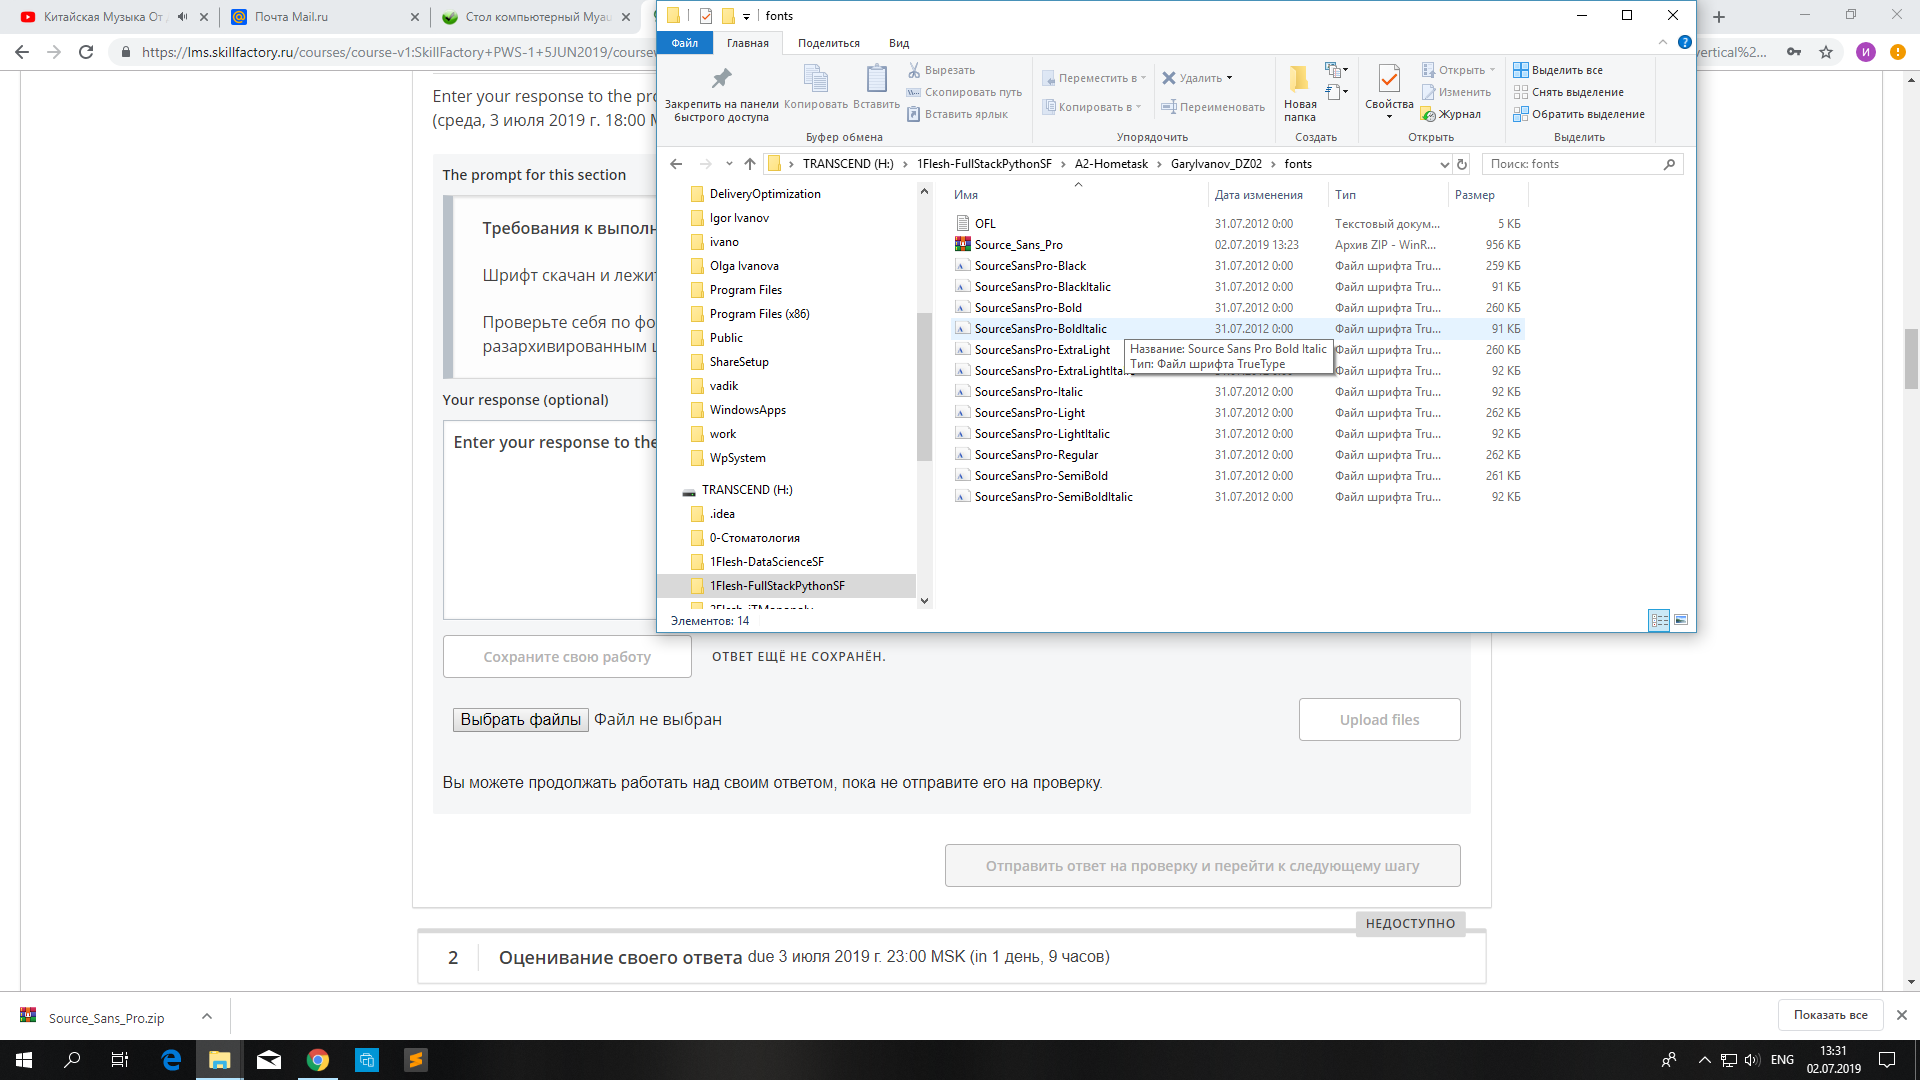 Китайская Музыка От
Почта Mail.ru
Стол компьютерный Муаш
https://lms.skillfactory.ru/courses/course-v1:SkillFactory+PWS-1+5JUN2019/course
vertical%2...
И
fonts
Файл
Главная
Поделиться
Вид
Закрепить на панели
быстрого доступа
Копировать
Вставить
Вырезать
Скопировать путь
Вставить ярлык
Буфер обмена
Переместить в
Копировать в
Удалить
Переименовать
Упорядочить
Новая
папка
Создать
Свойства
Открыть
Изменить
Журнал
Открыть
Выделить все
Снять выделение
Обратить выделение
Выделить
TRANSCEND (H:)
1Flesh-FullStackPythonSF
A2-Hometask
GaryIvanov_DZ02
fonts
Поиск: fonts
DeliveryOptimization
Igor Ivanov
ivano
Olga Ivanova
Program Files
Program Files (x86)
Public
ShareSetup
vadik
WindowsApps
work
WpSystem
TRANSCEND (H:)
.idea
0-Стоматология
1Flesh-DataScienceSF
1Flesh-FullStackPythonSF
Имя Дата изменения Тип Размер
OFL 31.07.2012 0:00 Текстовый докум... 5 КБ
Source_Sans_Pro 02.07.2019 13:23 Архив ZIP - WinR... 956 КБ
SourceSansPro-Black 31.07.2012 0:00 Файл шрифта Tru... 259 КБ
SourceSansPro-BlackItalic 31.07.2012 0:00 Файл шрифта Tru... 91 КБ
SourceSansPro-Bold 31.07.2012 0:00 Файл шрифта Tru... 260 КБ
SourceSansPro-BoldItalic 31.07.2012 0:00 Файл шрифта Tru... 91 КБ
SourceSansPro-ExtraLight Файл шрифта Tru... 260 КБ
SourceSansPro-ExtraLightItalic Файл шрифта Tru... 92 КБ
Название: Source Sans Pro Bold Italic
Тип: Файл шрифта TrueType
SourceSansPro-Italic 31.07.2012 0:00 Файл шрифта Tru... 92 КБ
SourceSansPro-Light 31.07.2012 0:00 Файл шрифта Tru... 262 КБ
SourceSansPro-LightItalic 31.07.2012 0:00 Файл шрифта Tru... 92 КБ
SourceSansPro-Regular 31.07.2012 0:00 Файл шрифта Tru... 262 КБ
SourceSansPro-SemiBold 31.07.2012 0:00 Файл шрифта Tru... 261 КБ
SourceSansPro-SemiBoldItalic 31.07.2012 0:00 Файл шрифта Tru... 92 КБ
Элементов: 14
Enter your response to the pro
(среда, 3 июля 2019 г. 18:00 M
The prompt for this section
Требования к выполн
Шрифт скачан и лежит
Проверьте себя по фо
разархивированным ш
Your response (optional)
Enter your response to the
Сохраните свою работу
ОТВЕТ ЕЩЁ НЕ СОХРАНЁН.
Выбрать файлы Файл не выбран
Upload files
Вы можете продолжать работать над своим ответом, пока не отправите его на проверку.
Отправить ответ на проверку и перейти к следующему шагу
НЕДОСТУПНО
2 Оценивание своего ответа due 3 июля 2019 г. 23:00 MSK (in 1 день, 9 часов)
Source_Sans_Pro.zip
Показать все
ENG
13:31
02.07.2019